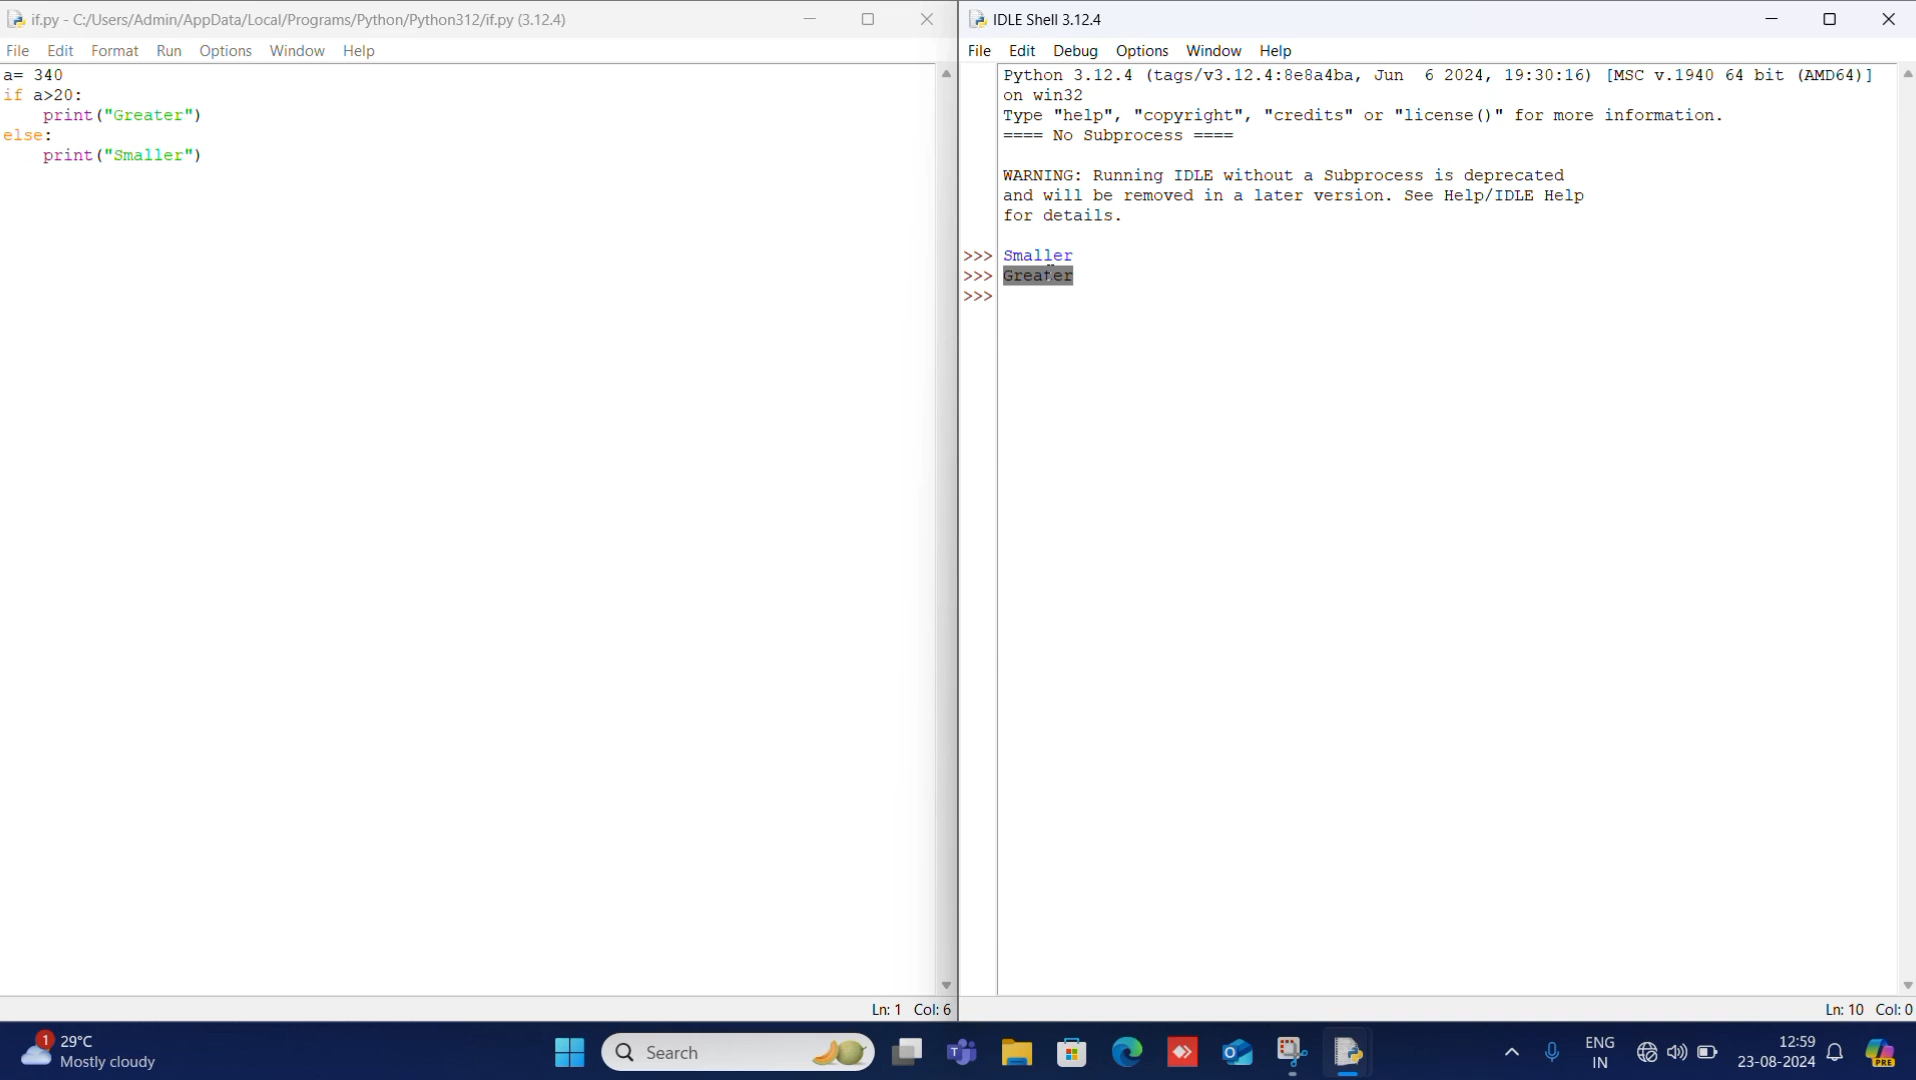 if.py - C:/Users/Admin/AppData/Local/Programs/Python/Python312/if.py (3.12.4)
File Edit Format Run Options Window Help
a= 340
if a>20:
    print("Greater")
else:
    print("Smaller")
Ln: 1 Col: 6
IDLE Shell 3.12.4
File Edit Debug Options Window Help
Python 3.12.4 (tags/v3.12.4:8e8a4ba, Jun  6 2024, 19:30:16) [MSC v.1940 64 bit (AMD64)]
on win32
Type "help", "copyright", "credits" or "license()" for more information.
==== No Subprocess ====
WARNING: Running IDLE without a Subprocess is deprecated
and will be removed in a later version. See Help/IDLE Help
for details.
>>> Smaller
>>> Greater
>>>
Ln: 10 Col: 0
1
29°C
Mostly cloudy
Search
ENG
IN
12:59
23-08-2024
PRE